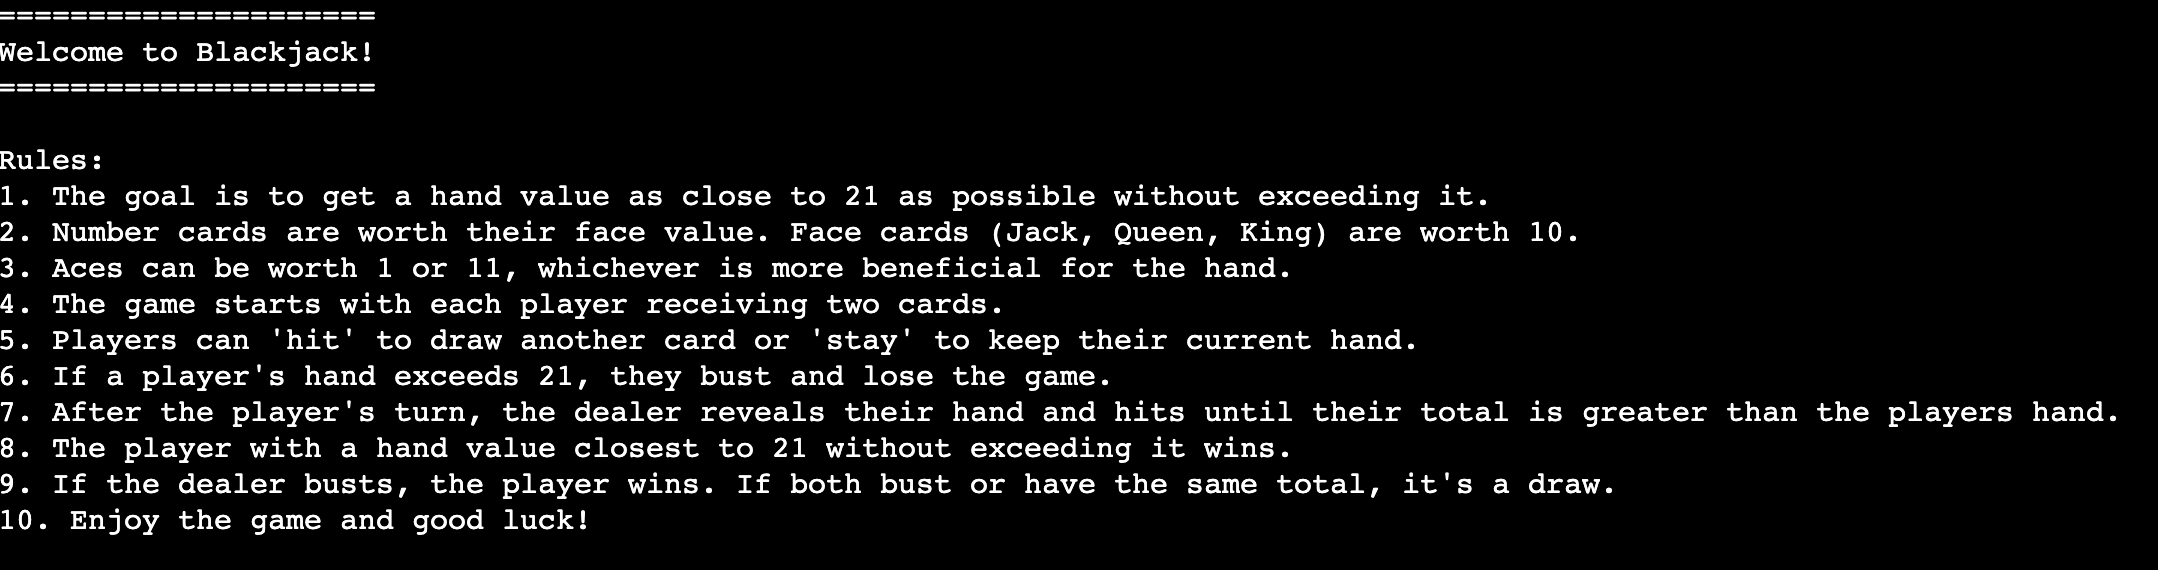 =====================
Welcome to Blackjack!
=====================
Rules:
1. The goal is to get a hand value as close to 21 as possible without exceeding it.
2. Number cards are worth their face value. Face cards (Jack, Queen, King) are worth 10.
3. Aces can be worth 1 or 11, whichever is more beneficial for the hand.
4. The game starts with each player receiving two cards.
5. Players can 'hit' to draw another card or 'stay' to keep their current hand.
6. If a player's hand exceeds 21, they bust and lose the game.
7. After the player's turn, the dealer reveals their hand and hits until their total is greater than the players hand.
8. The player with a hand value closest to 21 without exceeding it wins.
9. If the dealer busts, the player wins. If both bust or have the same total, it's a draw.
10. Enjoy the game and good luck!